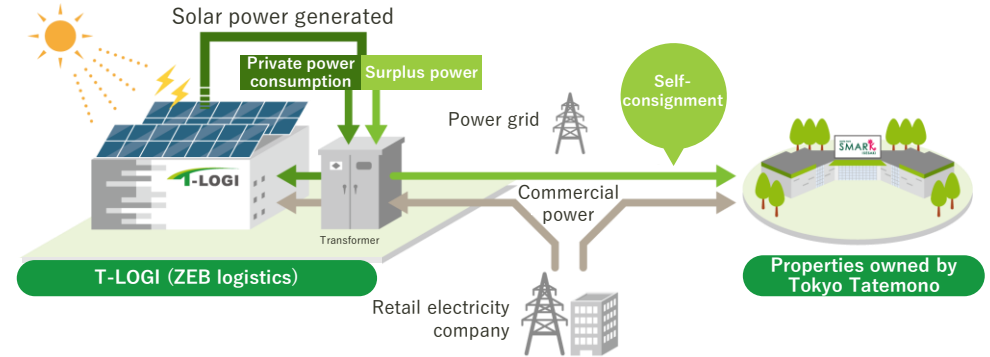 Solar power generated
Private power
consumption
Surplus power
Self-
consignment
Power grid
T-LOGI
SMART
Commercial
power
Transformer
T-LOGI (ZEB logistics)
Properties owned by
Tokyo Tatemono
Retail electricity
company